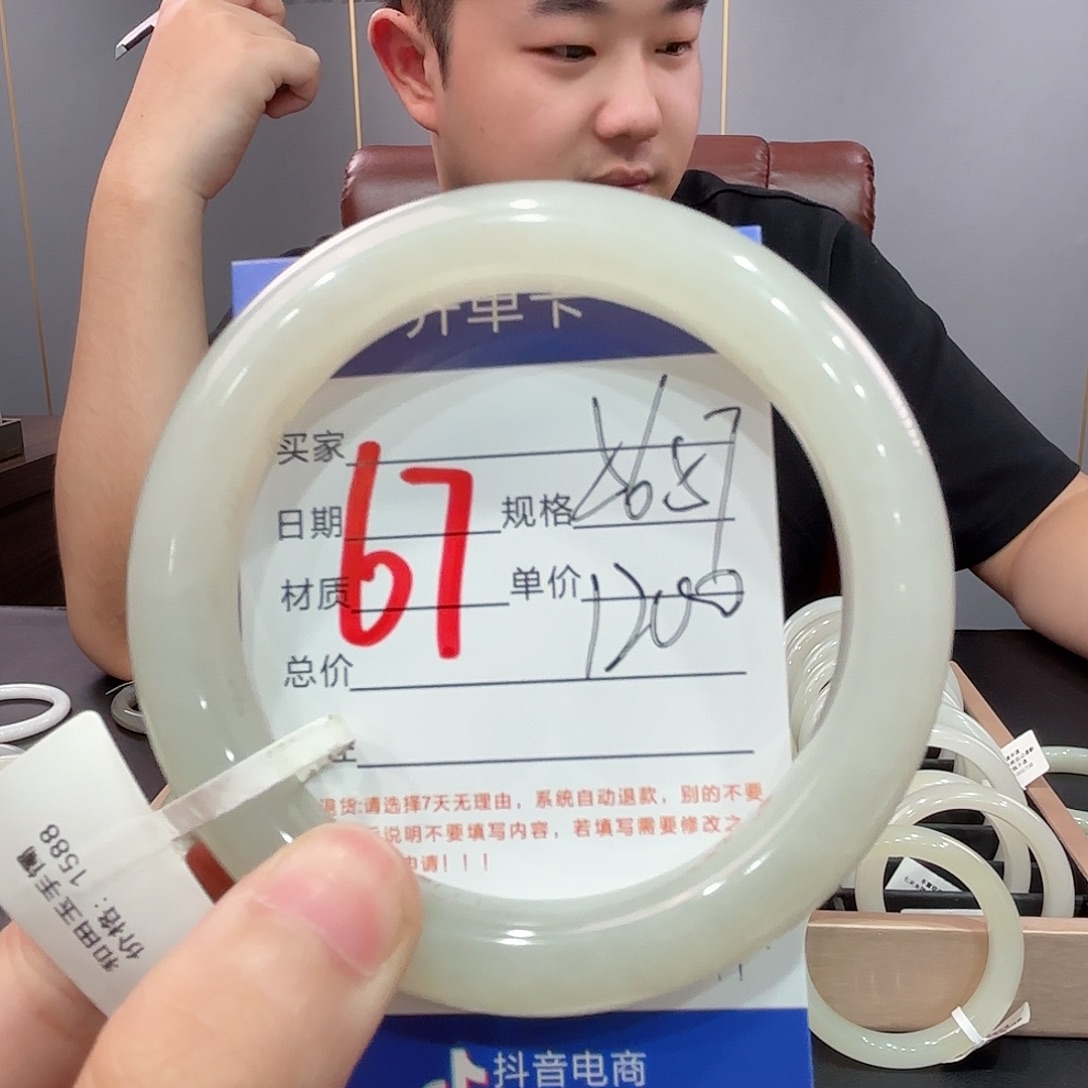 开单卡
买家
日期
67
规格
材质
单价
1200
总价
退货:请选择7天无理由，系统自动退款，别的不要
说明不要填写内容，若填写需要修改之
申请！！！
抖音电商
和田玉手镯
价格：1588